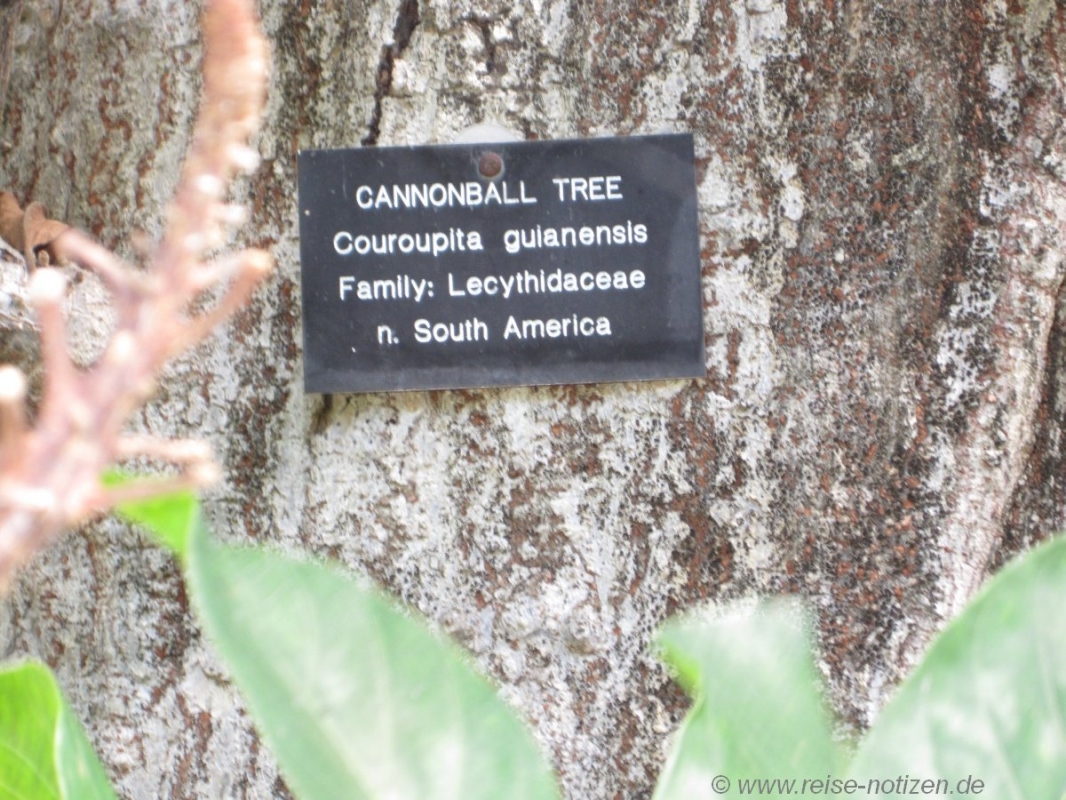 CANNONBALL TREE
Couroupita guianensis
Family: Lecythidaceae
n. South America
© www.reise-notizen.de